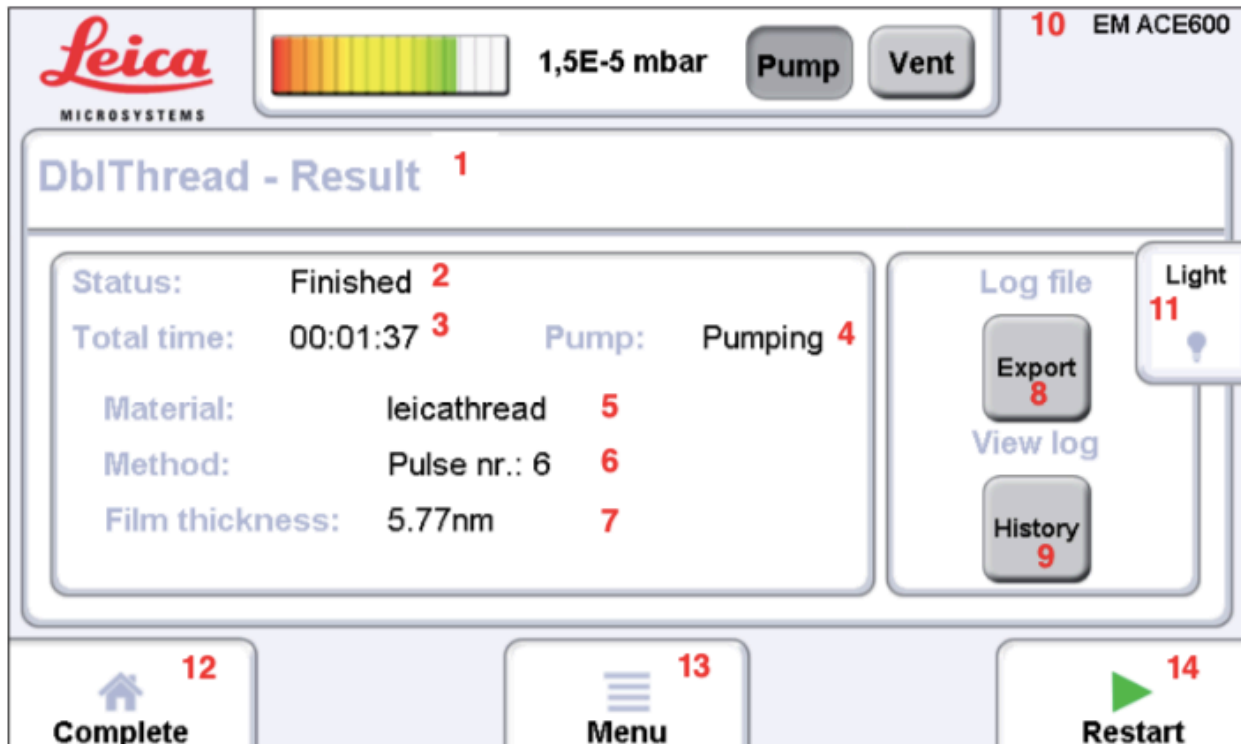 Leica
MICROSYSTEMS
1,5E-5 mbar
Pump
Vent
10 EM ACE600
DblThread - Result 1
Status: Finished 2
Total time: 00:01:37 3 Pump: Pumping 4
Material: leicathread 5
Method: Pulse nr.: 6 6
Film thickness: 5.77nm 7
Log file
Export
8
View log
History
9
Light
11
12
Complete
13
Menu
14
Restart